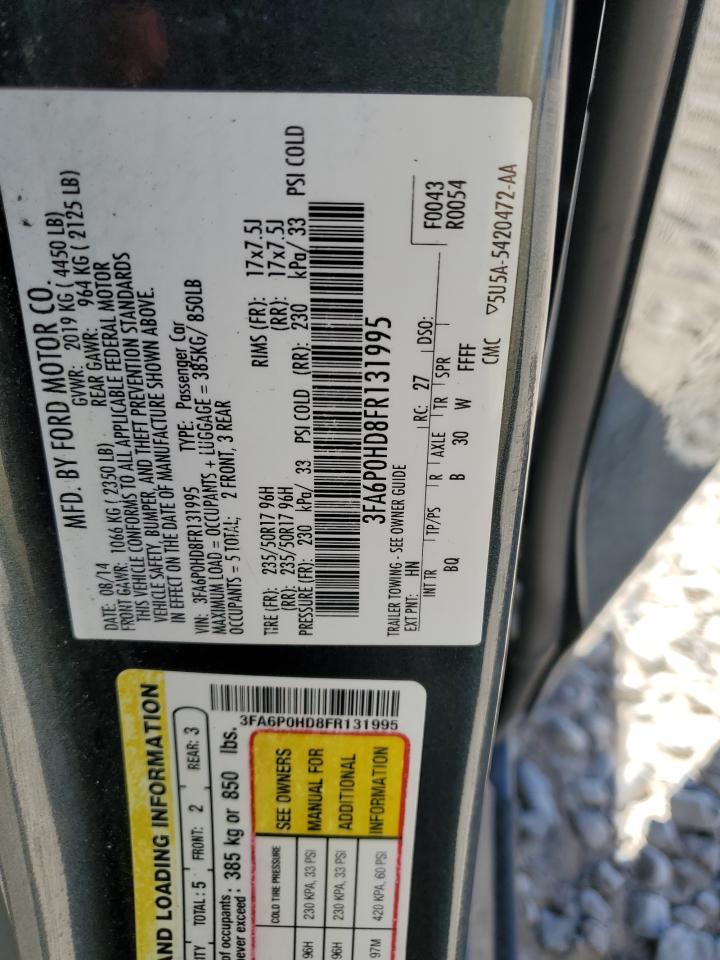 MFD. BY FORD MOTOR CO.
DATE: 08/14 GVWR: 2019 KG ( 4450 LB)
FRONT GAWR: 1066 KG ( 2350 LB) REAR GAWR: 964 KG ( 2125 LB)
THIS VEHICLE CONFORMS TO ALL APPLICABLE FEDERAL MOTOR
VEHICLE SAFETY, BUMPER, AND THEFT PREVENTION STANDARDS
IN EFFECT ON THE DATE OF MANUFACTURE SHOWN ABOVE.
VIN: 3FA6P0HD8FR131995 TYPE: Passenger Car
MAXIMUM LOAD = OCCUPANTS + LUGGAGE = 385KG/ 850LB
OCCUPANTS = 5 TOTAL: 2 FRONT, 3 REAR
TIRE (FR): 235/50R17 96H RIMS (FR): 17x7.5J
(RR): 235/50R17 96H (RR): 17x7.5J
PRESSURE (FR): 230 kPa/ 33 PSI COLD (RR): 230 kPa/ 33 PSI COLD
3FA6P0HD8FR131995
TRAILER TOWING - SEE OWNER GUIDE
F0043
EXT PNT: HN RC: 27 DSO:
R0054
INT TR TP/PS R AXLE TR SPR
BQ B 30 W FFFF
CMC ▽5U5A-5420472-AA
AND LOADING INFORMATION
TOTAL: 5 FRONT: 2 REAR: 3
3FA6P0HD8FR131995
of occupants
never exceed : 385 kg or 850 lbs.
COLD TIRE PRESSURE
SEE OWNERS
96H 230 KPA, 33 PSI
MANUAL FOR
96H 230 KPA, 33 PSI
ADDITIONAL
97M 420 KPA, 60 PSI
INFORMATION